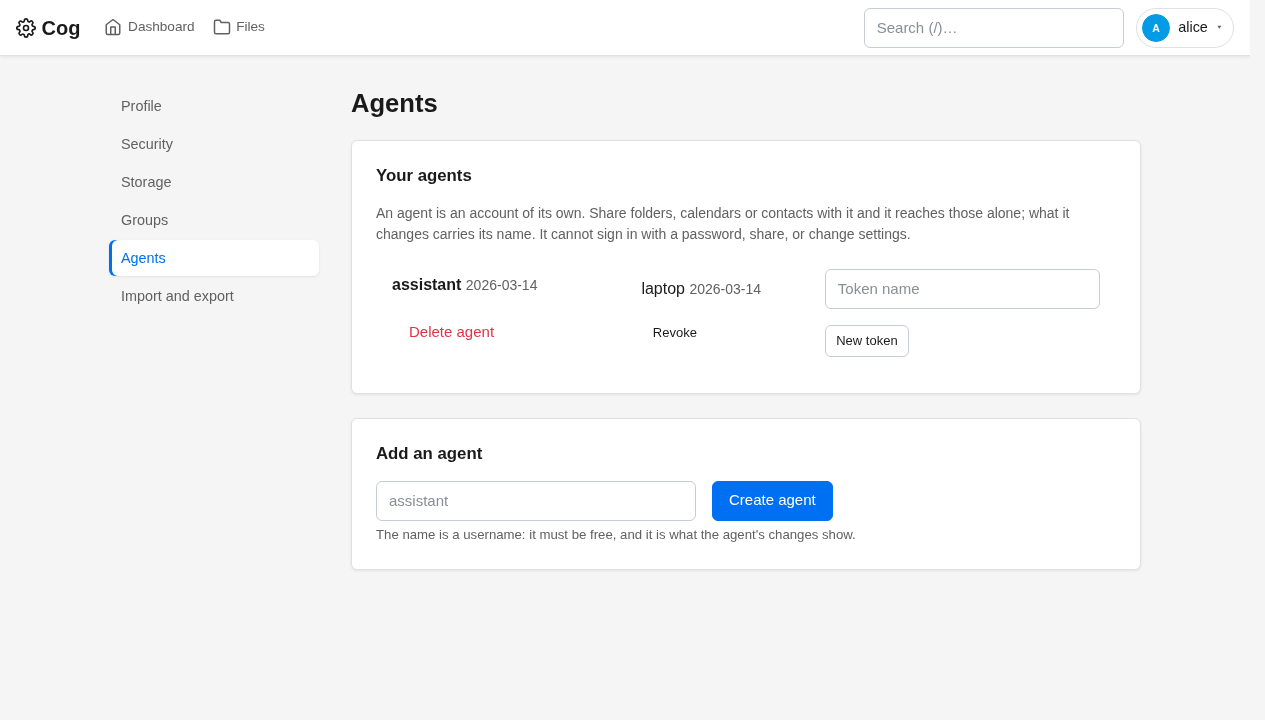 Cog
Dashboard
Files
Search (/)…
A
alice
Profile
Security
Storage
Groups
Agents
Import and export
Agents
Your agents
An agent is an account of its own. Share folders, calendars or contacts with it and it reaches those alone; what it
changes carries its name. It cannot sign in with a password, share, or change settings.
assistant 2026-03-14
Delete agent
laptop 2026-03-14
Revoke
Token name
New token
Add an agent
assistant
Create agent
The name is a username: it must be free, and it is what the agent's changes show.